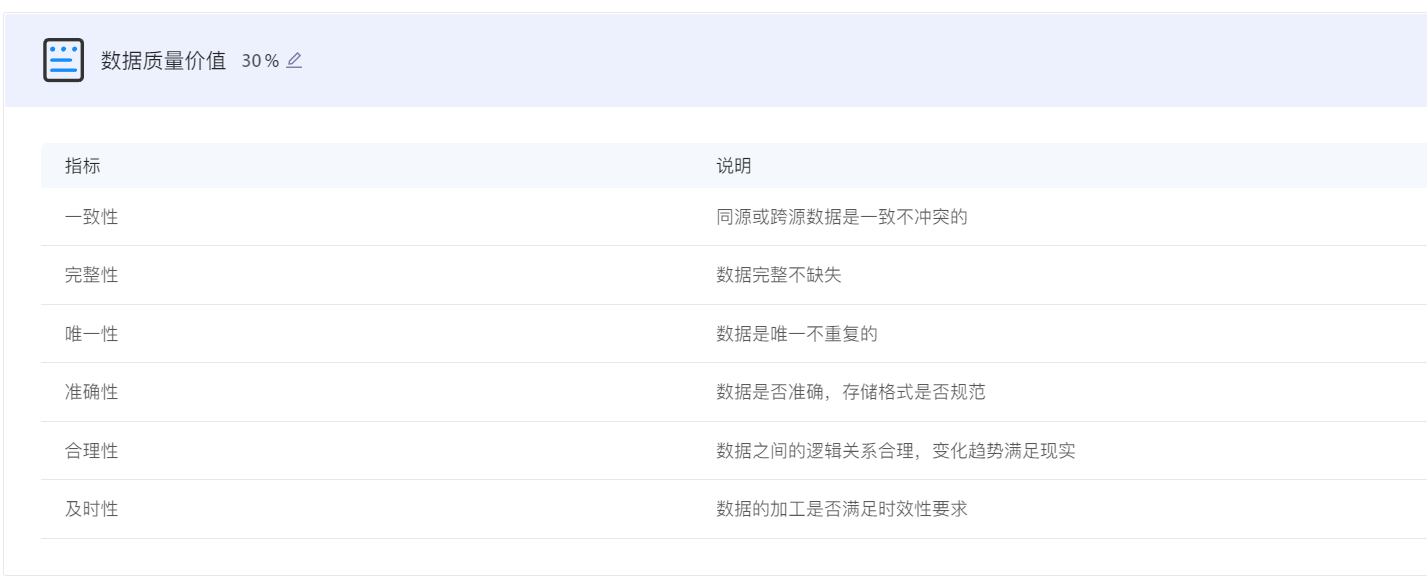 数据质量价值 30%
指标 说明
一致性 同源或跨源数据是一致不冲突的
完整性 数据完整不缺失
唯一性 数据是唯一不重复的
准确性 数据是否准确，存储格式是否规范
合理性 数据之间的逻辑关系合理，变化趋势满足现实
及时性 数据的加工是否满足时效性要求